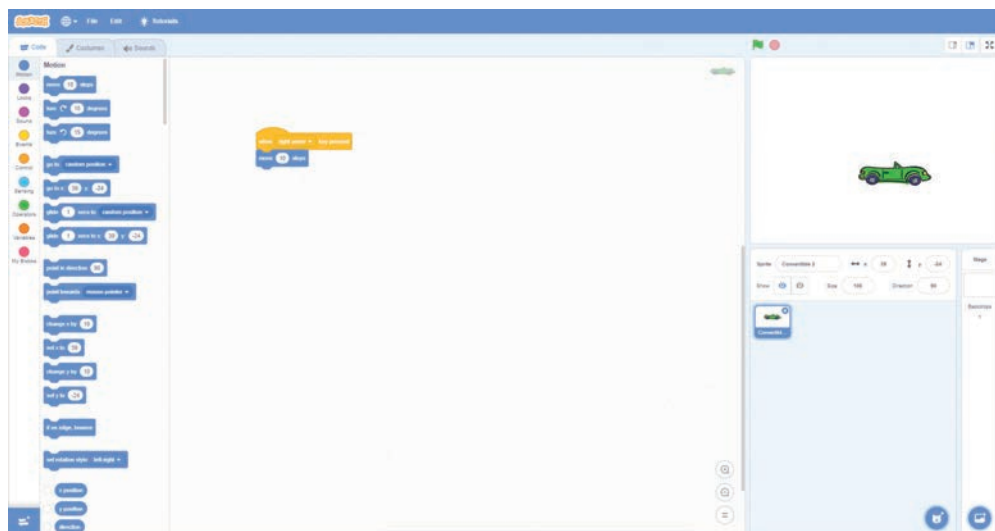 SCRATCH File Edit Tutorials
Code Costumes Sounds
Motion
Looks
Sound
Events
Control
Sensing
Operators
Variables
My Blocks
Motion
move 10 steps
turn 15 degrees
turn 15 degrees
go to random position
go to x: 39 y: -24
glide 1 secs to random position
glide 1 secs to x: 39 y: -24
point in direction 90
point towards mouse-pointer
change x by 10
set x to 39
change y by 10
set y to -24
if on edge, bounce
set rotation style left-right
x position
y position
direction
when right arrow key pressed
move 10 steps
Sprite Convertible 2 x 39 y -24
Show Size 100 Direction 90
Convertibl...
Stage
Backdrops
1